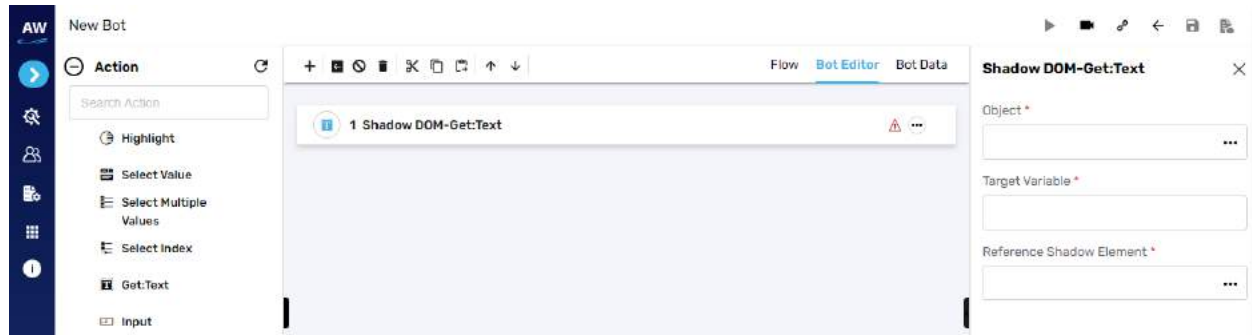 AW
New Bot
Action
Search Action
Highlight
Select Value
Select Multiple
Values
Select Index
Get:Text
Input
Flow
Bot Editor
Bot Data
1 Shadow DOM-Get:Text
Shadow DOM-Get:Text
Object *
Target Variable *
Reference Shadow Element *